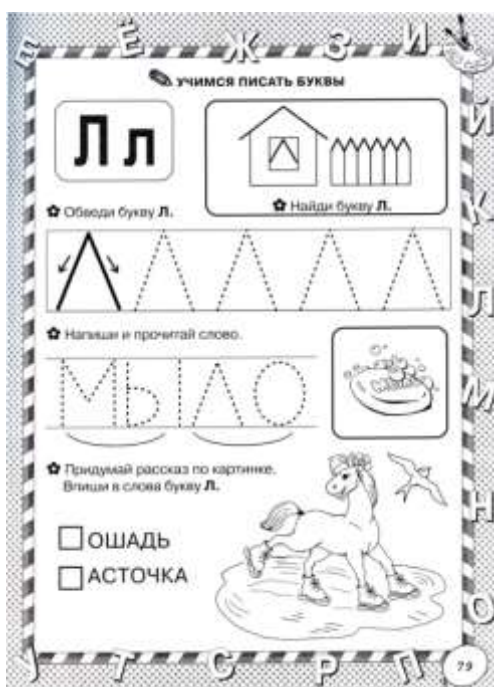 Е Ё Ж З И
УЧИМСЯ ПИСАТЬ БУКВЫ
Й
Л л
Найди букву Л.
К
Обведи букву Л.
Л
Л Л Л Л Л
Напиши и прочитай слово.
МЫЛО
М
Придумай рассказ по картинке.
Впиши в слова букву Л.
Н
ОШАДЬ
АСТОЧКА
О
У Т С Р П
79